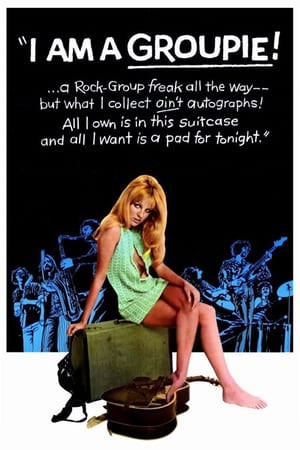 "I AM A GROUPIE!
...a Rock-Group freak all the way--
but what I collect ain't autographs!
All I own is in this suitcase
and all I want is a pad for tonight."